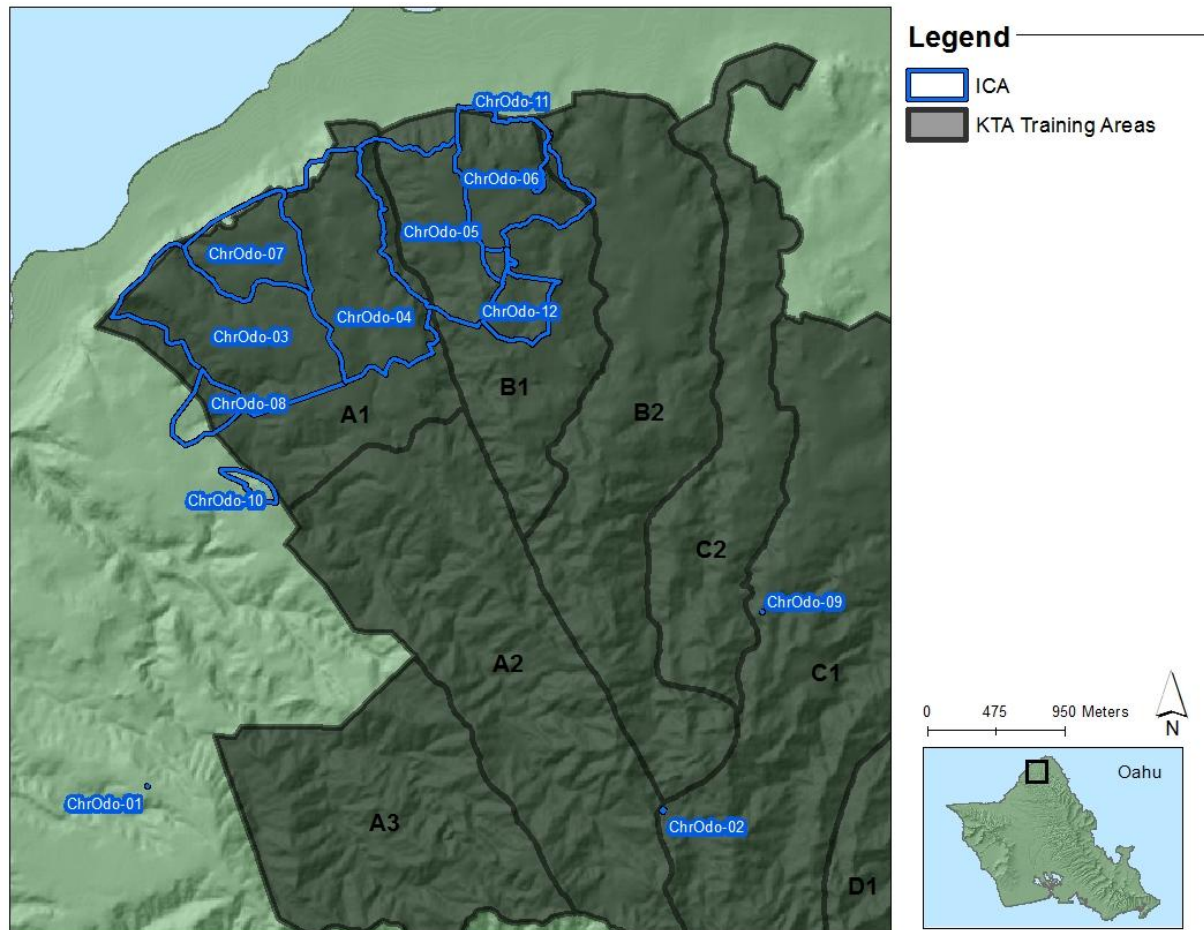 ChrOdo-11
ChrOdo-06
ChrOdo-07
ChrOdo-05
ChrOdo-03
ChrOdo-04
ChrOdo-12
ChrOdo-08
A1
B1
B2
ChrOdo-10
C2
ChrOdo-09
A2
C1
ChrOdo-01
A3
ChrOdo-02
D1
Legend
ICA
KTA Training Areas
0 475 950 Meters
N
Oahu